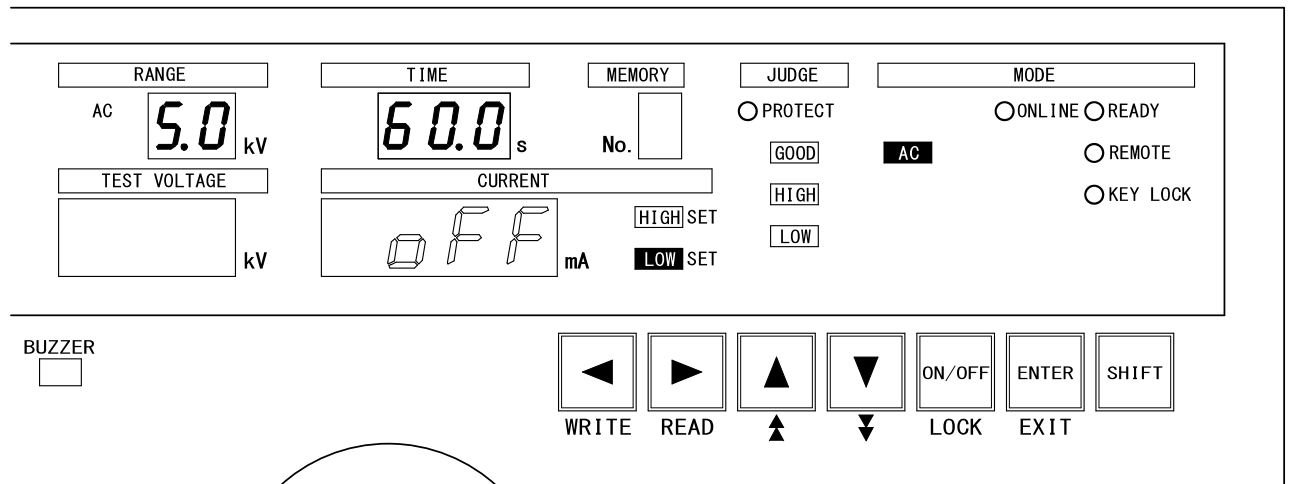 RANGE TIME MEMORY JUDGE MODE
AC 5.0 kV 60.0 s No. PROTECT ONLINE READY
GOOD AC REMOTE
TEST VOLTAGE CURRENT
HIGH KEY LOCK
kV oFF mA HIGH SET
LOW
LOW SET
BUZZER
ON/OFF ENTER SHIFT
WRITE READ LOCK EXIT